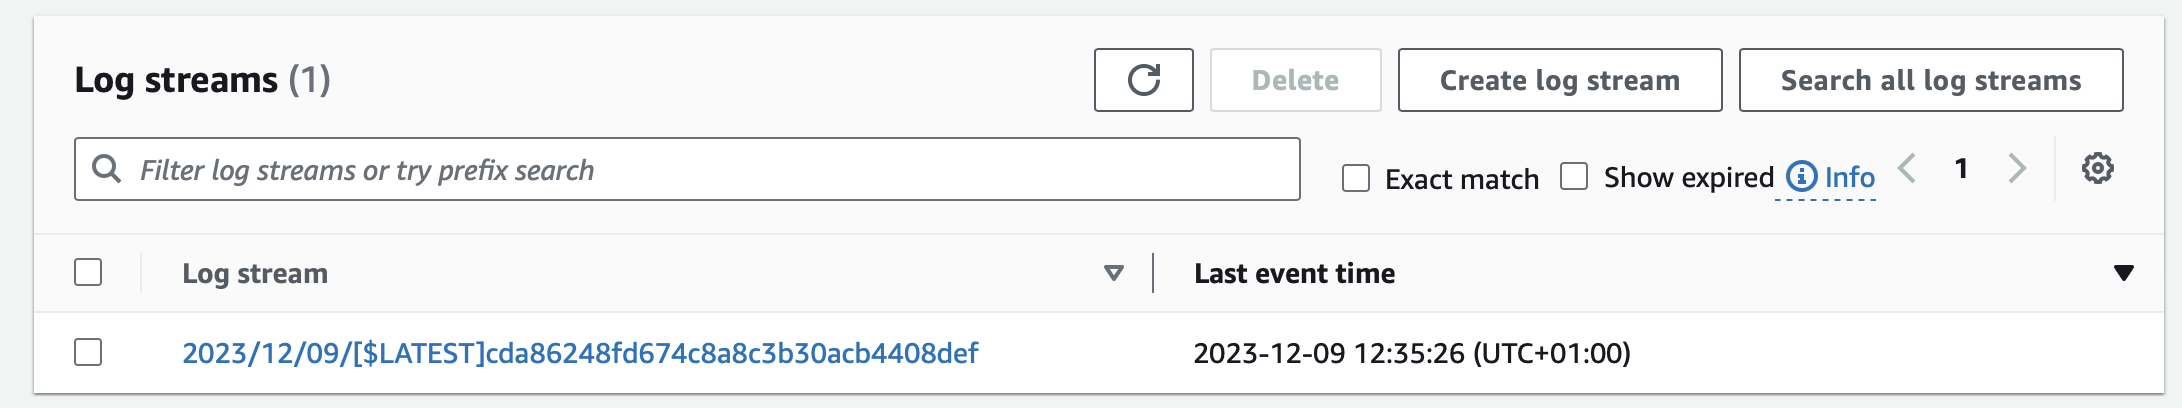 Log streams (1)
Delete
Create log stream
Search all log streams
Filter log streams or try prefix search
Exact match
Show expired
Info
1
Log stream
Last event time
2023/12/09/[$LATEST]cda86248fd674c8a8c3b30acb4408def
2023-12-09 12:35:26 (UTC+01:00)